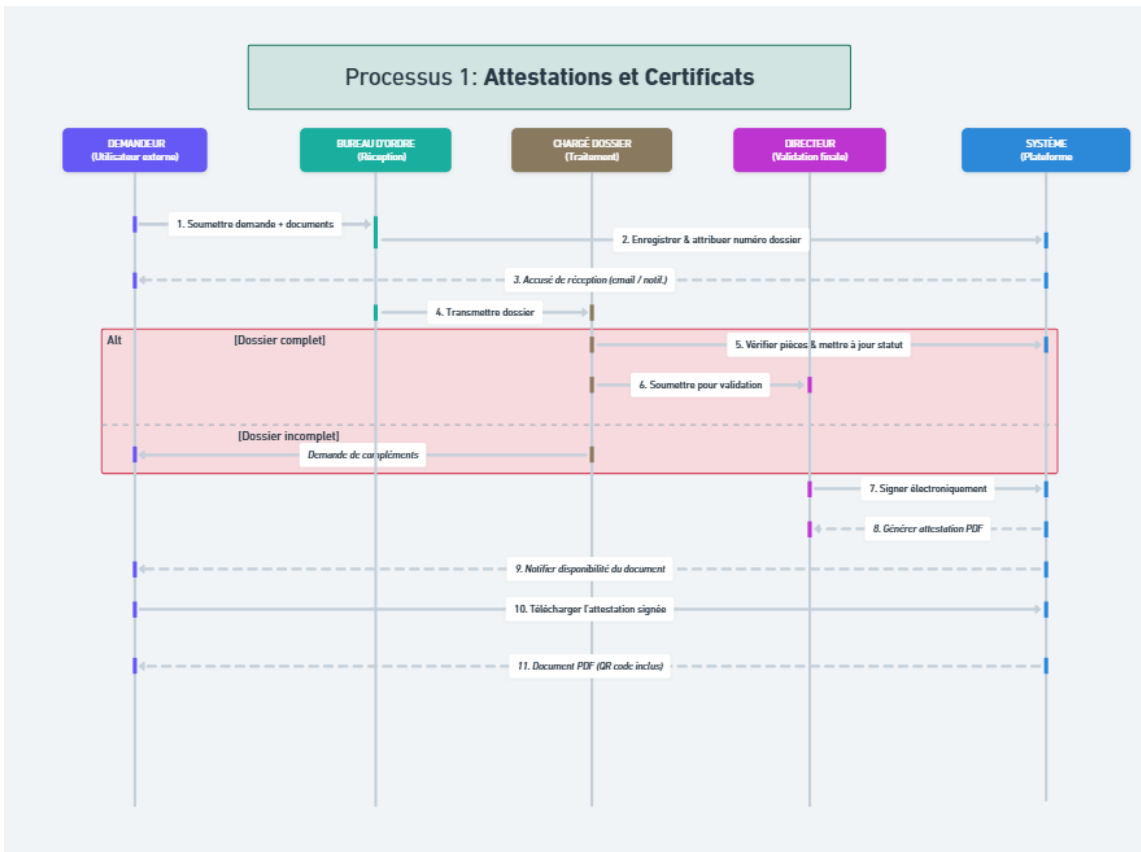 Processus 1: Attestations et Certificats
DEMANDEUR
(Utilisateur externe)
BUREAU D'ORDRE
(Réception)
CHARGÉ DOSSIER
(Traitement)
DIRECTEUR
(Validation finale)
SYSTÈME
(Plateforme
1. Soumettre demande + documents
2. Enregistrer & attribuer numéro dossier
3. Accusé de réception (email / notif.)
4. Transmettre dossier
Alt
[Dossier complet]
5. Vérifier pièces & mettre à jour statut
6. Soumettre pour validation
[Dossier incomplet]
Demande de compléments
7. Signer électroniquement
8. Générer attestation PDF
9. Notifier disponibilité du document
10. Télécharger l'attestation signée
11. Document PDF (QR code inclus)